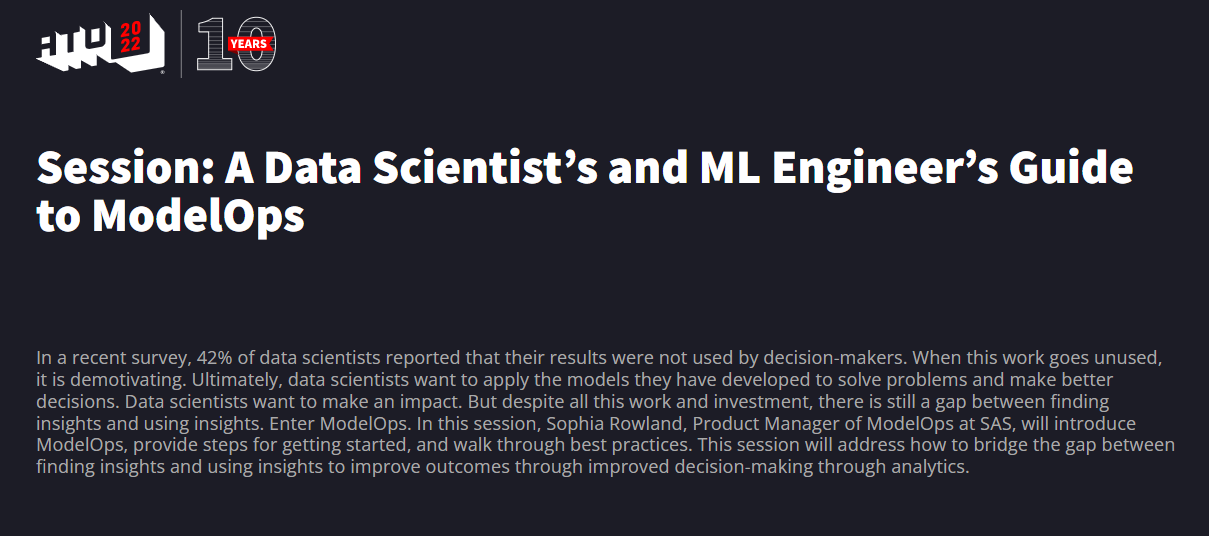 ATO 2022 10 YEARS
Session: A Data Scientist’s and ML Engineer’s Guide
to ModelOps
In a recent survey, 42% of data scientists reported that their results were not used by decision-makers. When this work goes unused,
it is demotivating. Ultimately, data scientists want to apply the models they have developed to solve problems and make better
decisions. Data scientists want to make an impact. But despite all this work and investment, there is still a gap between finding
insights and using insights. Enter ModelOps. In this session, Sophia Rowland, Product Manager of ModelOps at SAS, will introduce
ModelOps, provide steps for getting started, and walk through best practices. This session will address how to bridge the gap between
finding insights and using insights to improve outcomes through improved decision-making through analytics.